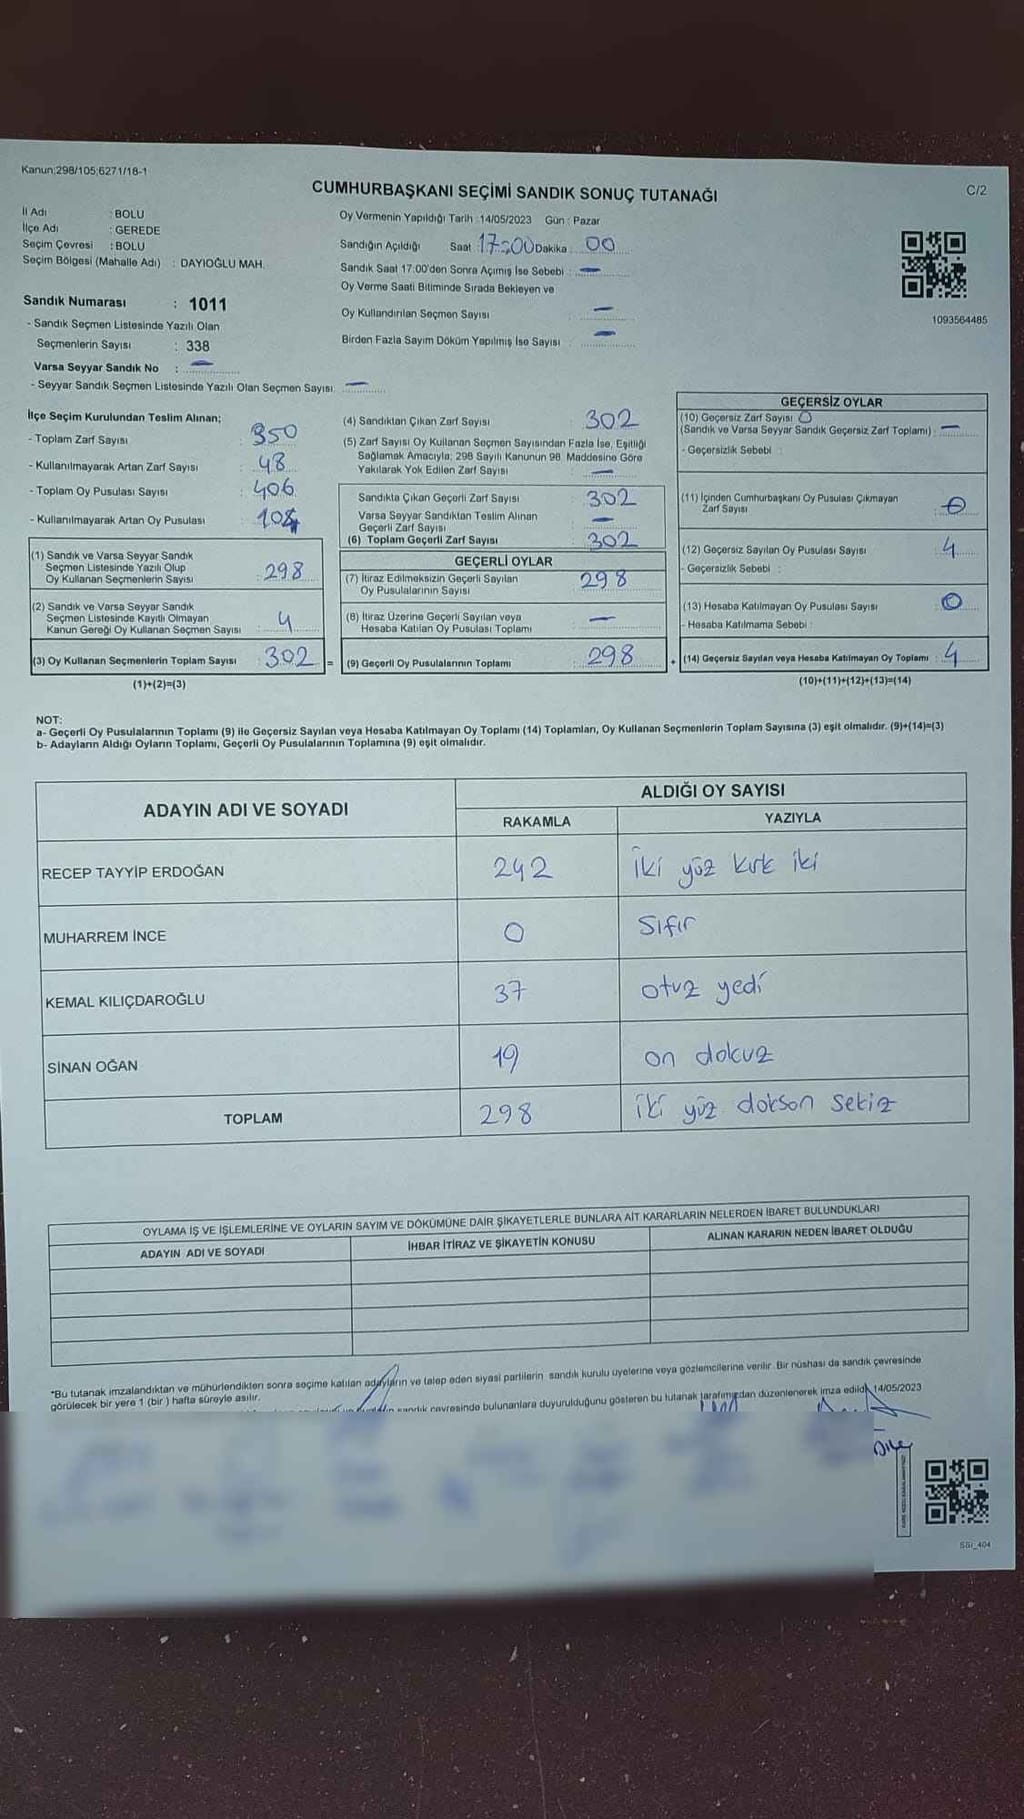 Kanun:298/105;6271/18-1
CUMHURBAŞKANI SEÇİMİ SANDIK SONUÇ TUTANAĞI
C/2
İl Adı : BOLU
İlçe Adı : GEREDE
Seçim Çevresi : BOLU
Seçim Bölgesi (Mahalle Adı) : DAYIOĞLU MAH.
Sandık Numarası : 1011
- Sandık Seçmen Listesinde Yazılı Olan
Seçmenlerin Sayısı : 338
Varsa Seyyar Sandık No : —
- Seyyar Sandık Seçmen Listesinde Yazılı Olan Seçmen Sayısı —
Oy Vermenin Yapıldığı Tarih : 14/05/2023 Gün : Pazar
Sandığın Açıldığı Saat : 17:00 Dakika : 00
Sandık Saat 17:00'den Sonra Açımış İse Sebebi : —
Oy Verme Saati Bitiminde Sırada Bekleyen ve
Oy Kullandırılan Seçmen Sayısı : —
Birden Fazla Sayım Döküm Yapılmış İse Sayısı : —
1093564485
İlçe Seçim Kurulundan Teslim Alınan;
- Toplam Zarf Sayısı : 350
- Kullanılmayarak Artan Zarf Sayısı : 48
- Toplam Oy Pusulası Sayısı : 406
- Kullanılmayarak Artan Oy Pusulası : 104
(1) Sandık ve Varsa Seyyar Sandık
Seçmen Listesinde Yazılı Olup
Oy Kullanan Seçmenlerin Sayısı : 298
(2) Sandık ve Varsa Seyyar Sandık
Seçmen Listesinde Kayıtlı Olmayan
Kanun Gereği Oy Kullanan Seçmen Sayısı : 4
(3) Oy Kullanan Seçmenlerin Toplam Sayısı : 302 =
(1)+(2)=(3)
(4) Sandıktan Çıkan Zarf Sayısı : 302
(5) Zarf Sayısı Oy Kullanan Seçmen Sayısından Fazla İse, Eşitliği
Sağlamak Amacıyla; 298 Sayılı Kanunun 98. Maddesine Göre
Yakılarak Yok Edilen Zarf Sayısı : —
Sandıkta Çıkan Geçerli Zarf Sayısı : 302
Varsa Seyyar Sandıktan Teslim Alınan
Geçerli Zarf Sayısı : —
(6) Toplam Geçerli Zarf Sayısı : 302
GEÇERLİ OYLAR
(7) İtiraz Edilmeksizin Geçerli Sayılan
Oy Pusulalarının Sayısı : 298
(8) İtiraz Üzerine Geçerli Sayılan veya
Hesaba Katılan Oy Pusulası Toplamı : —
(9) Geçerli Oy Pusulalarının Toplamı : 298 +
GEÇERSİZ OYLAR
(10) Geçersiz Zarf Sayısı 0
(Sandık ve Varsa Seyyar Sandık Geçersiz Zarf Toplamı) : —
- Geçersizlik Sebebi :
(11) İçinden Cumhurbaşkanı Oy Pusulası Çıkmayan
Zarf Sayısı : 0
(12) Geçersiz Sayılan Oy Pusulası Sayısı : 4
- Geçersizlik Sebebi :
(13) Hesaba Katılmayan Oy Pusulası Sayısı : 0
- Hesaba Katılmama Sebebi :
(14) Geçersiz Sayılan veya Hesaba Katılmayan Oy Toplamı : 4
(10)+(11)+(12)+(13)=(14)
NOT:
a- Geçerli Oy Pusulalarının Toplamı (9) ile Geçersiz Sayılan veya Hesaba Katılmayan Oy Toplamı (14) Toplamları, Oy Kullanan Seçmenlerin Toplam Sayısına (3) eşit olmalıdır. (9)+(14)=(3)
b- Adayların Aldığı Oyların Toplamı, Geçerli Oy Pusulalarının Toplamına (9) eşit olmalıdır.
ADAYIN ADI VE SOYADI
ALDIĞI OY SAYISI
RAKAMLA YAZIYLA
RECEP TAYYİP ERDOĞAN 242 iki yüz kırk iki
MUHARREM İNCE 0 Sıfır
KEMAL KILIÇDAROĞLU 37 otuz yedi
SİNAN OĞAN 19 on dokuz
TOPLAM 298 iki yüz dokson sekiz
OYLAMA İŞ VE İŞLEMLERİNE VE OYLARIN SAYIM VE DÖKÜMÜNE DAİR ŞİKAYETLERLE BUNLARA AİT KARARLARIN NELERDEN İBARET BULUNDUKLARI
ADAYIN ADI VE SOYADI İHBAR İTİRAZ VE ŞİKAYETİN KONUSU ALINAN KARARIN NEDEN İBARET OLDUĞU
*Bu tutanak imzalandıktan ve mühürlendikten sonra seçime katılan adayların ve talep eden siyasi partilerin sandık kurulu üyelerine veya gözlemcilerine verilir. Bir nüshası da sandık çevresinde
görülecek bir yere 1 (bir ) hafta süreyle asılır.
sandık çevresinde bulunanlara duyurulduğunu gösteren bu tutanak tarafımızdan düzenlenerek imza edildi. 14/05/2023
SSİ_404